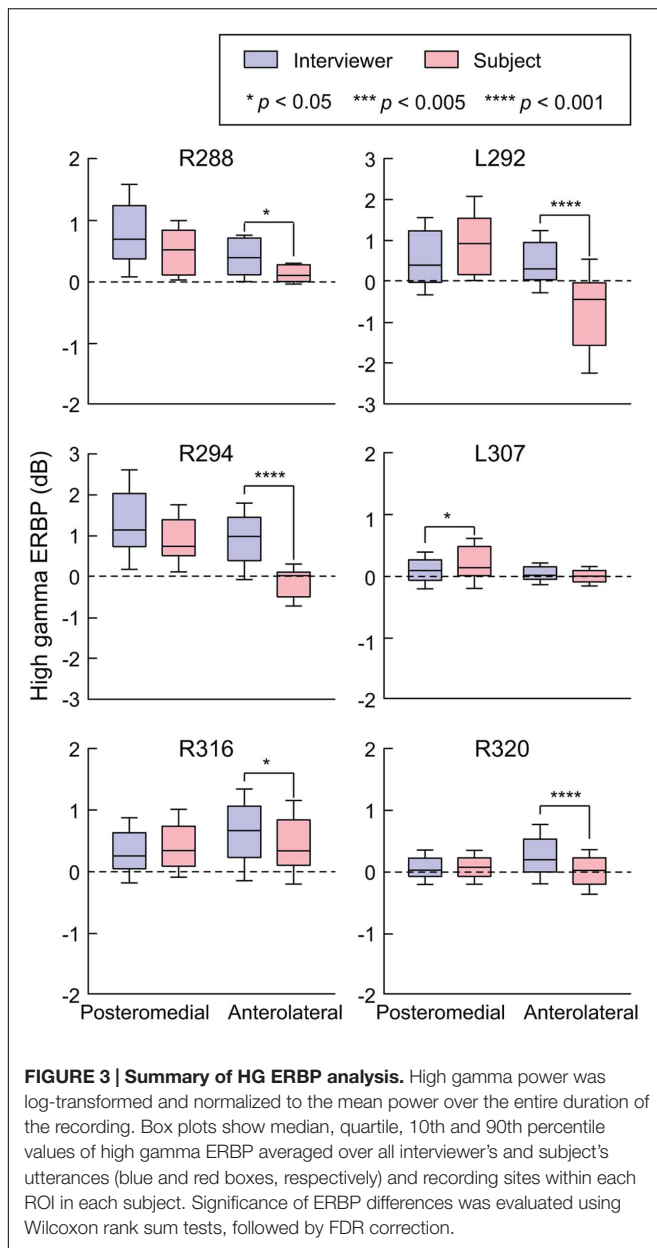 Interviewer Subject
* p < 0.05 *** p < 0.005 **** p < 0.001
R288
L292
2
1
0
-1
-2
*
3
2
1
0
-1
-2
-3
****
R294
L307
3
2
1
0
-1
-2
-3
****
2
1
0
-1
-2
*
High gamma ERBP (dB)
R316
R320
2
1
0
-1
-2
*
2
1
0
-1
-2
****
Posteromedial Anterolateral
Posteromedial Anterolateral
FIGURE 3 | Summary of HG ERBP analysis. High gamma power was
log-transformed and normalized to the mean power over the entire duration of
the recording. Box plots show median, quartile, 10th and 90th percentile
values of high gamma ERBP averaged over all interviewer's and subject's
utterances (blue and red boxes, respectively) and recording sites within each
ROI in each subject. Significance of ERBP differences was evaluated using
Wilcoxon rank sum tests, followed by FDR correction.